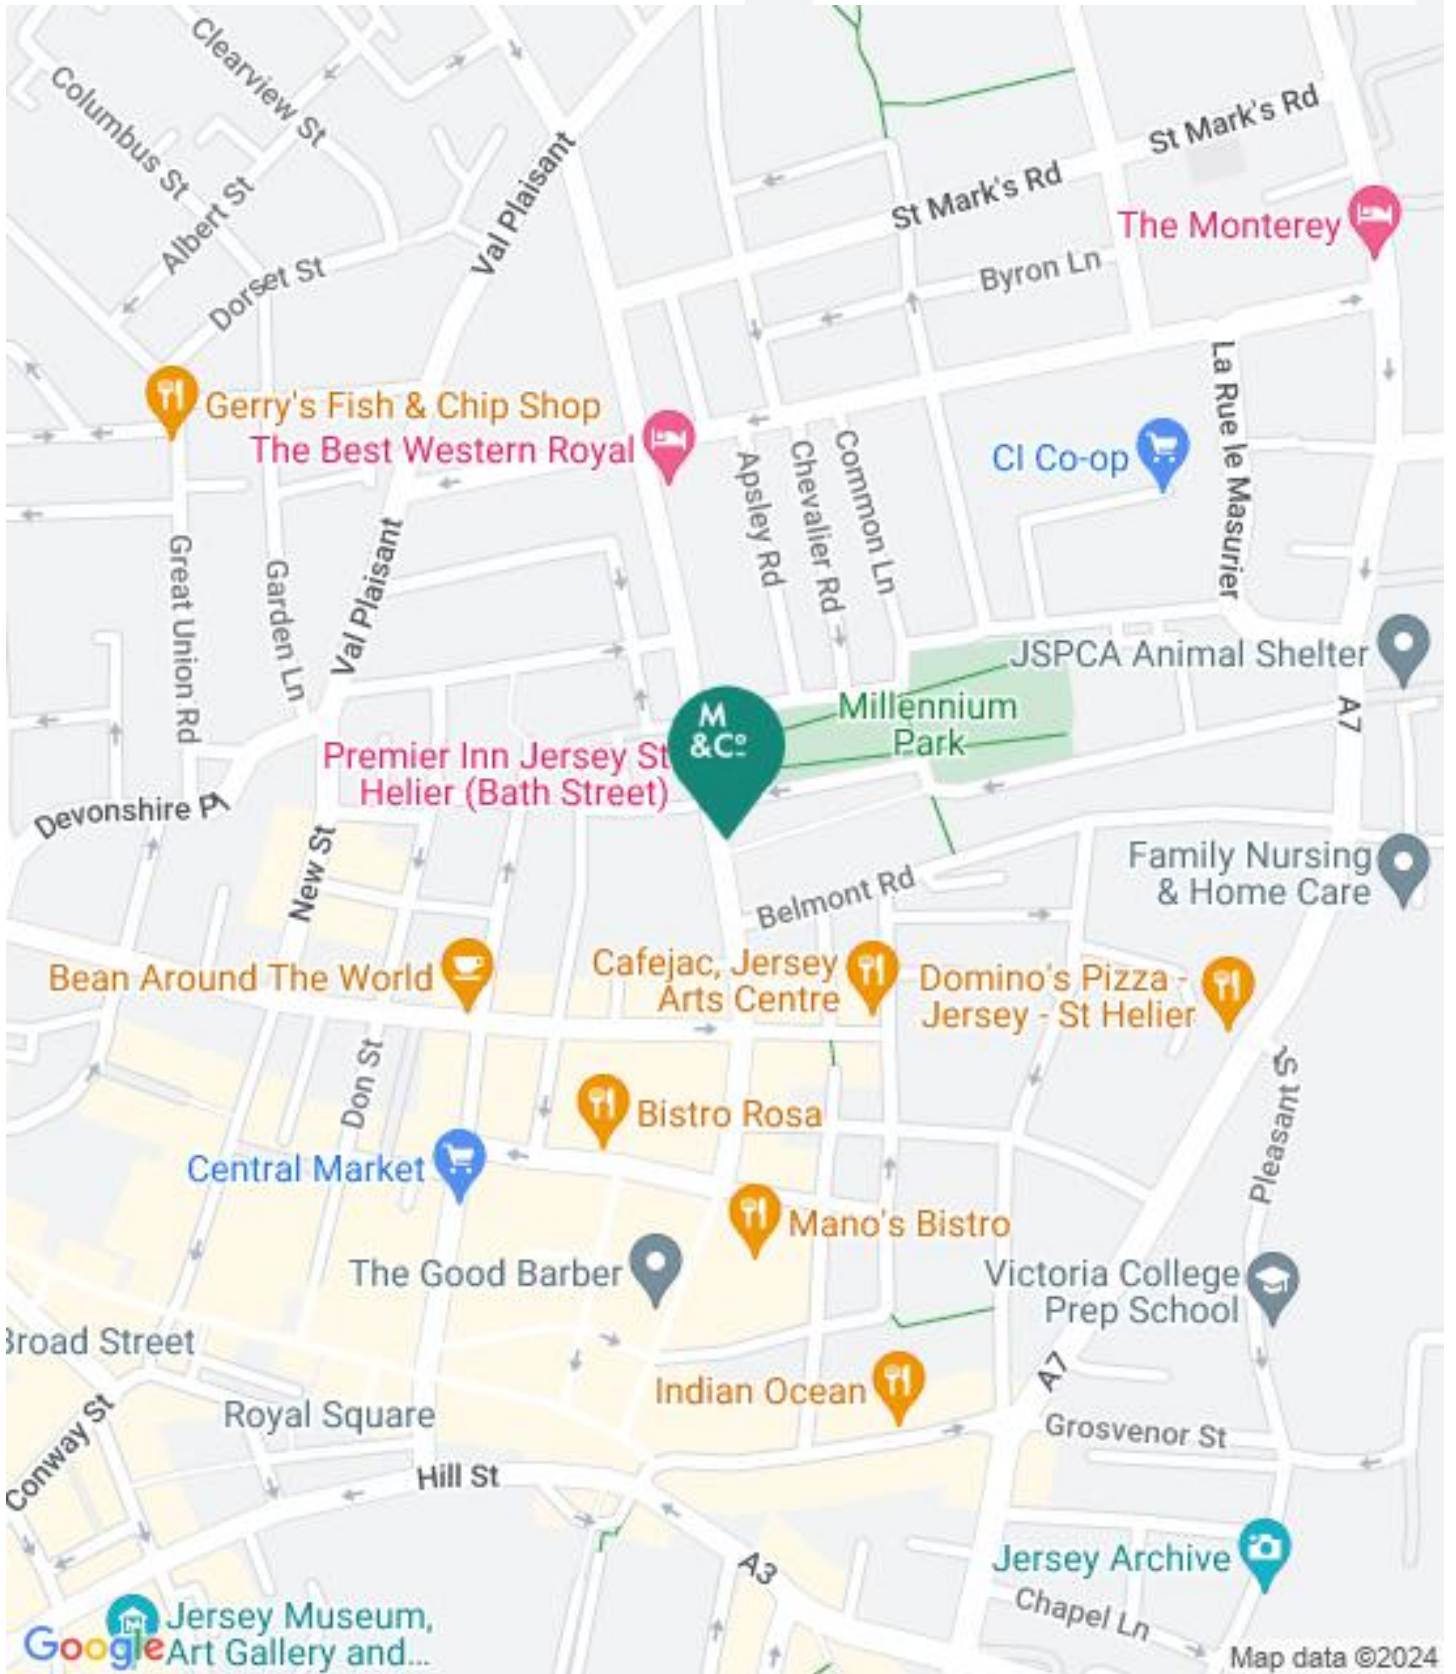 Clearview St
Columbus St
St Mark's Rd
Val Plaisant
St Mark's Rd
Albert St
The Monterey
Byron Ln
Dorset St
Gerry's Fish & Chip Shop
The Best Western Royal
CI Co-op
La Rue le Masurier
Apsley Rd
Chevalier Rd
Common Ln
Great Union Rd
Garden Ln
Val Plaisant
JSPCA Animal Shelter
Millennium
Park
A7
M
&Cº
Premier Inn Jersey St
Helier (Bath Street)
Devonshire Pl
New St
Family Nursing
& Home Care
Belmont Rd
Bean Around The World
Cafejac, Jersey
Arts Centre
Domino's Pizza -
Jersey - St Helier
Don St
Pleasant St
Bistro Rosa
Central Market
Mano's Bistro
The Good Barber
Victoria College
Prep School
Broad Street
A7
Indian Ocean
Royal Square
Grosvenor St
Conway St
Hill St
Jersey Archive
A3
Chapel Ln
Jersey Museum,
Art Gallery and...
Google
Map data ©2024